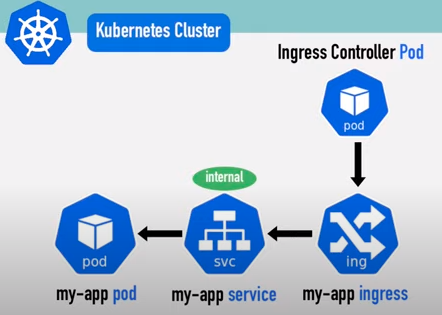 Kubernetes Cluster
Ingress Controller Pod
pod
internal
pod
svc
ing
my-app pod
my-app service
my-app ingress